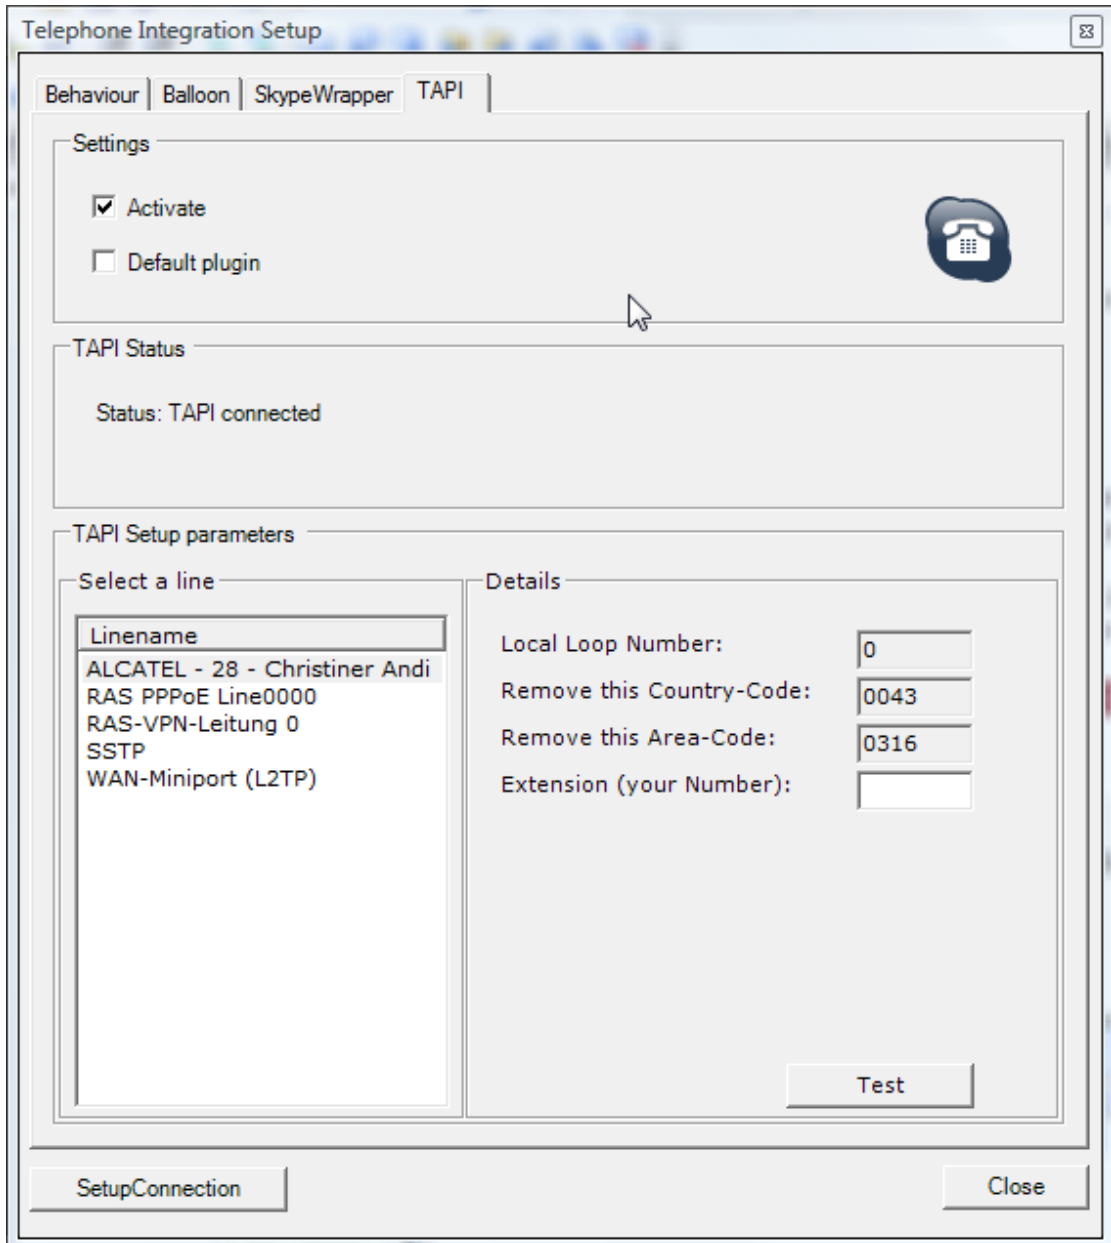 Telephone Integration Setup
Behaviour Balloon SkypeWrapper TAPI
Settings
Activate
Default plugin
TAPI Status
Status: TAPI connected
TAPI Setup parameters
Select a line
Linename
ALCATEL - 28 - Christiner Andi
RAS PPPoE Line0000
RAS-VPN-Leitung 0
SSTP
WAN-Miniport (L2TP)
Details
Local Loop Number: 0
Remove this Country-Code: 0043
Remove this Area-Code: 0316
Extension (your Number):
Test
SetupConnection
Close